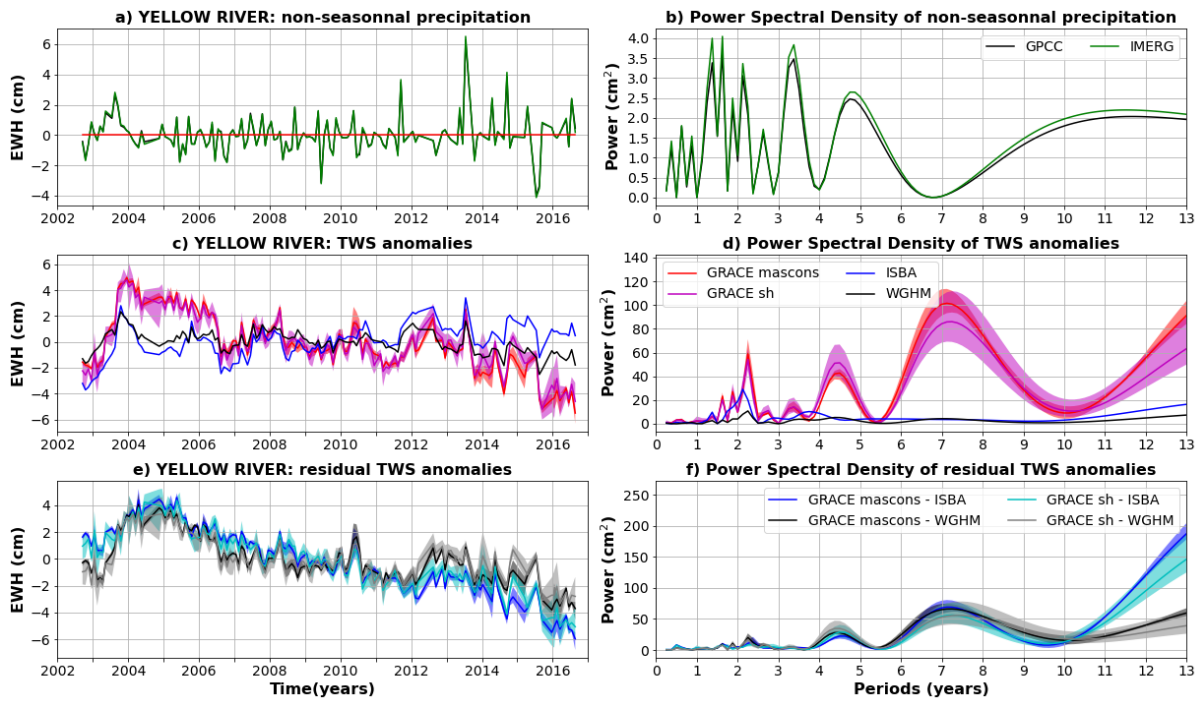 a) YELLOW RIVER: non-seasonnal precipitation
EWH (cm)
6
4
2
0
−2
−4
2002 2004 2006 2008 2010 2012 2014 2016
b) Power Spectral Density of non-seasonnal precipitation
Power (cm²)
4.0
3.5
3.0
2.5
2.0
1.5
1.0
0.5
0.0
GPCC IMERG
0 1 2 3 4 5 6 7 8 9 10 11 12 13
c) YELLOW RIVER: TWS anomalies
EWH (cm)
6
4
2
0
−2
−4
−6
2002 2004 2006 2008 2010 2012 2014 2016
d) Power Spectral Density of TWS anomalies
Power (cm²)
140
120
100
80
60
40
20
0
GRACE mascons ISBA
GRACE sh WGHM
0 1 2 3 4 5 6 7 8 9 10 11 12 13
e) YELLOW RIVER: residual TWS anomalies
EWH (cm)
4
2
0
−2
−4
−6
2002 2004 2006 2008 2010 2012 2014 2016
Time(years)
f) Power Spectral Density of residual TWS anomalies
Power (cm²)
250
200
150
100
50
0
GRACE mascons - ISBA GRACE sh - ISBA
GRACE mascons - WGHM GRACE sh - WGHM
0 1 2 3 4 5 6 7 8 9 10 11 12 13
Periods (years)